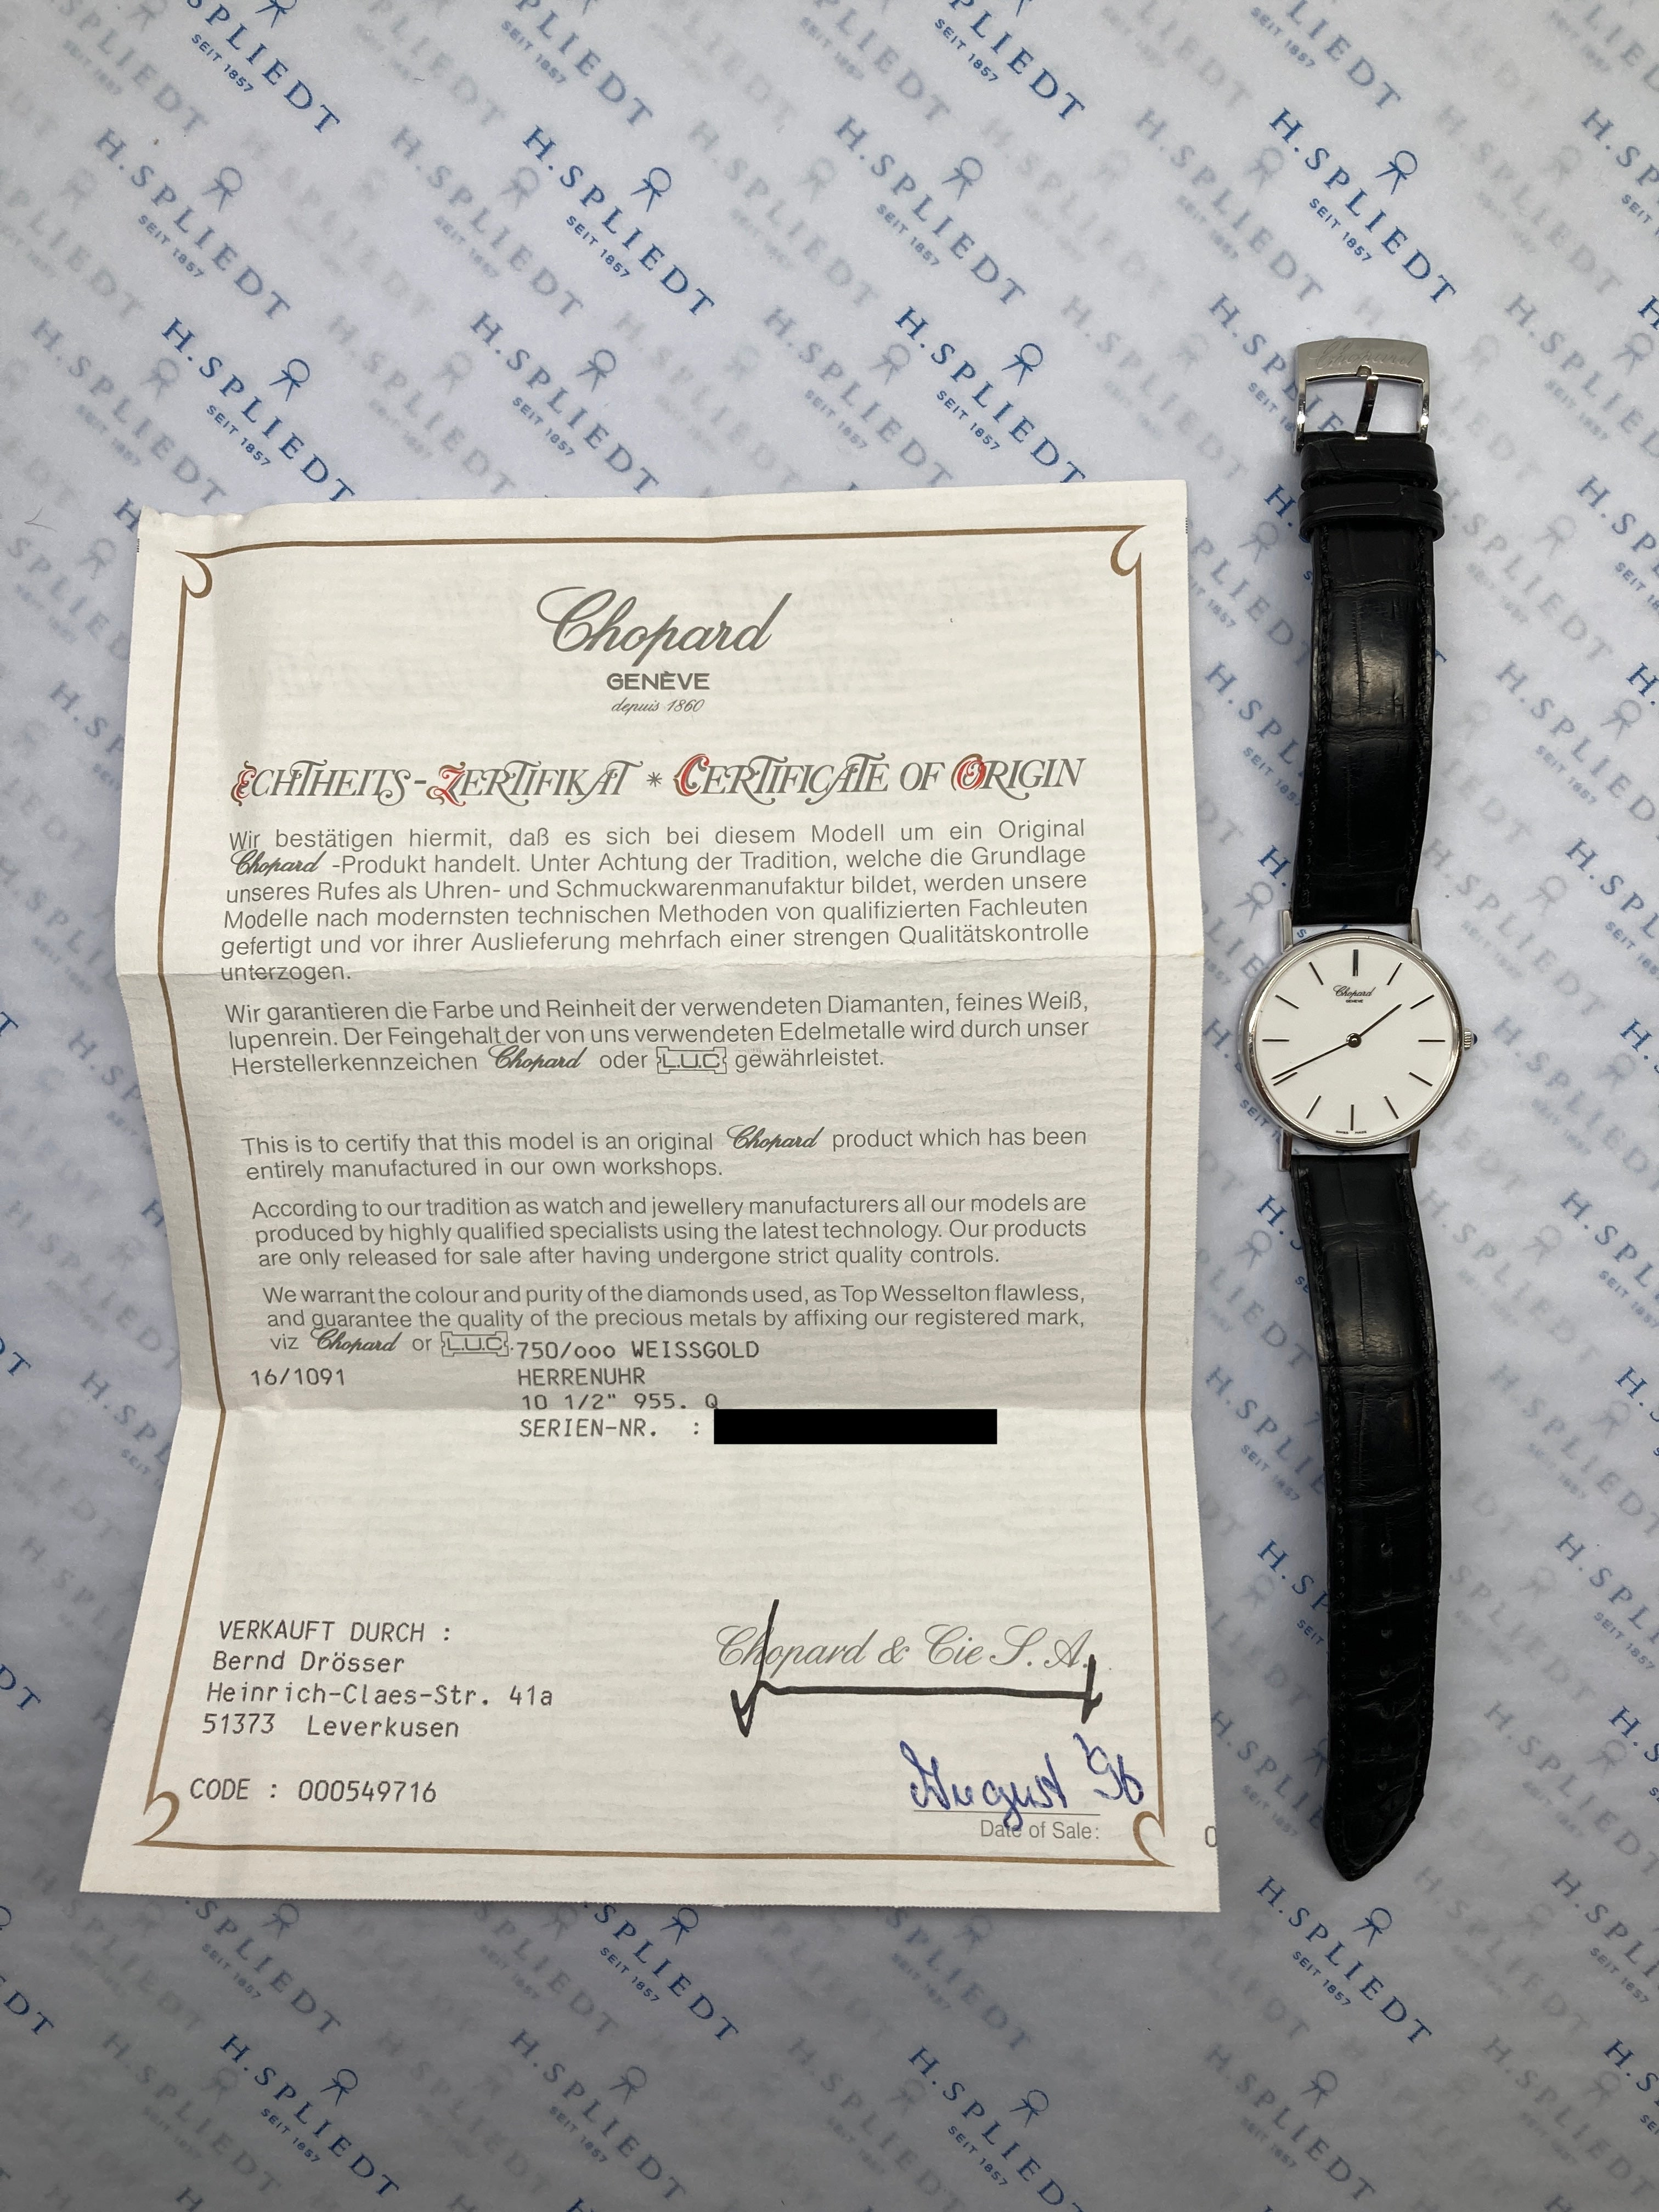 Chopard
GENÈVE
depuis 1860
ECHTHEITS-ZERTIFIKAT * CERTIFICATE OF ORIGIN
Wir bestätigen hiermit, daß es sich bei diesem Modell um ein Original
Chopard -Produkt handelt. Unter Achtung der Tradition, welche die Grundlage
unseres Rufes als Uhren- und Schmuckwarenmanufaktur bildet, werden unsere
Modelle nach modernsten technischen Methoden von qualifizierten Fachleuten
gefertigt und vor ihrer Auslieferung mehrfach einer strengen Qualitätskontrolle
unterzogen.
Wir garantieren die Farbe und Reinheit der verwendeten Diamanten, feines Weiß,
lupenrein. Der Feingehalt der von uns verwendeten Edelmetalle wird durch unser
Herstellerkennzeichen Chopard oder L.U.C gewährleistet.
This is to certify that this model is an original Chopard product which has been
entirely manufactured in our own workshops.
According to our tradition as watch and jewellery manufacturers all our models are
produced by highly qualified specialists using the latest technology. Our products
are only released for sale after having undergone strict quality controls.
We warrant the colour and purity of the diamonds used, as Top Wesselton flawless,
and guarantee the quality of the precious metals by affixing our registered mark,
viz Chopard or L.U.C. 750/ooo WEISSGOLD
16/1091 HERRENUHR
10 1/2" 955. Q
SERIEN-NR. :
VERKAUFT DURCH :
Bernd Drösser
Heinrich-Claes-Str. 41a
51373 Leverkusen
CODE : 000549716
Chopard & Cie S.A.
August '96
Date of Sale:
Chopard
Chopard
GENEVE
H.SPLIEDT
SEIT 1857